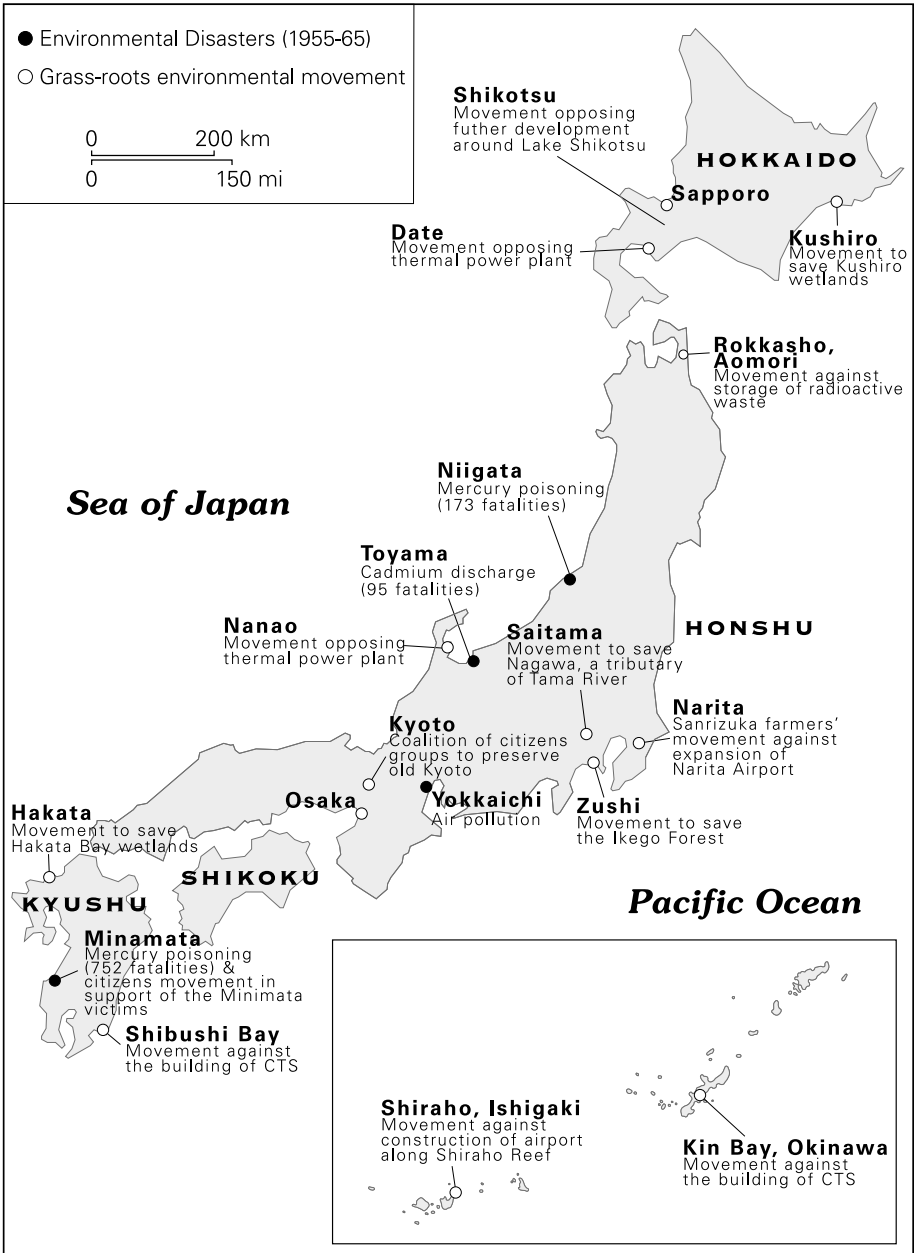 Environmental Disasters (1955-65)
Grass-roots environmental movement
0 200 km
0 150 mi
Shikotsu
Movement opposing
futher development
around Lake Shikotsu
HOKKAIDO
Sapporo
Date
Movement opposing
thermal power plant
Kushiro
Movement to
save Kushiro
wetlands
Rokkasho,
Aomori
Movement against
storage of radioactive
waste
Sea of Japan
Niigata
Mercury poisoning
(173 fatalities)
Toyama
Cadmium discharge
(95 fatalities)
Nanao
Movement opposing
thermal power plant
Saitama
Movement to save
Nagawa, a tributary
of Tama River
HONSHU
Narita
Sanrizuka farmers’
movement against
expansion of
Narita Airport
Kyoto
Coalition of citizens
groups to preserve
old Kyoto
Osaka
Yokkaichi
Air pollution
Zushi
Movement to save
the Ikego Forest
Hakata
Movement to save
Hakata Bay wetlands
SHIKOKU
KYUSHU
Pacific Ocean
Minamata
Mercury poisoning
(752 fatalities) &
citizens movement in
support of the Minimata
victims
Shibushi Bay
Movement against
the building of CTS
Shiraho, Ishigaki
Movement against
construction of airport
along Shiraho Reef
Kin Bay, Okinawa
Movement against
the building of CTS